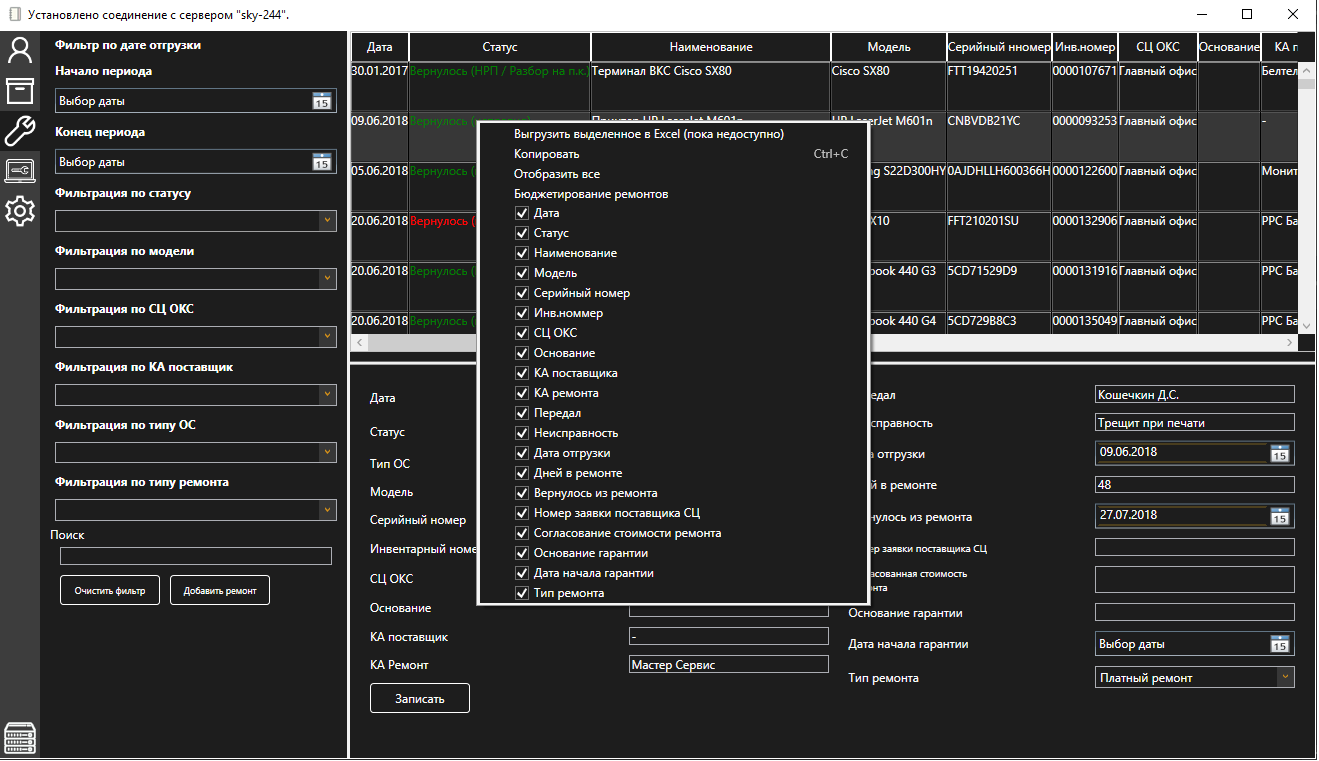 Установлено соединение с сервером "sky-244".
Фильтр по дате отгрузки
Начало периода
Выбор даты
15
Конец периода
Выбор даты
15
Фильтрация по статусу
Фильтрация по модели
Фильтрация по СЦ ОКС
Фильтрация по КА поставщик
Фильтрация по типу ОС
Фильтрация по типу ремонта
Поиск
Очистить фильтр
Добавить ремонт
Дата Статус Наименование Модель Серийный нномер Инв.номер СЦ ОКС Основание КА п
30.01.2017 Вернулось (НРП / Разбор на п.к.) Терминал ВКС Cisco SX80 Cisco SX80 FTT19420251 0000107671 Главный офис Белтел
09.06.2018 Вернулось Принтер HP LaserJet M601n HP LaserJet M601n CNBVDB21YC 0000093253 Главный офис -
05.06.2018 Вернулось ( ng S22D300HY 0AJDHLLH600366H 0000122600 Главный офис Монит
20.06.2018 Вернулось ( X10 FFT210201SU 0000132906 Главный офис РРС Ба
20.06.2018 Вернулось ( book 440 G3 5CD71529D9 0000131916 Главный офис РРС Ба
20.06.2018 Вернулось ( book 440 G4 5CD729B8C3 0000135049 Главный офис РРС Ба
Выгрузить выделенное в Excel (пока недоступно)
Копировать Ctrl+C
Отобразить все
Бюджетирование ремонтов
Дата
Статус
Наименование
Модель
Серийный номер
Инв.номмер
СЦ ОКС
Основание
КА поставщика
КА ремонта
Передал
Неисправность
Дата отгрузки
Дней в ремонте
Вернулось из ремонта
Номер заявки поставщика СЦ
Согласование стоимости ремонта
Основание гарантии
Дата начала гарантии
Тип ремонта
Дата
Статус
Тип ОС
Модель
Серийный номер
Инвентарный номе
СЦ ОКС
Основание
КА поставщик -
КА Ремонт Мастер Сервис
Записать
едал Кошечкин Д.С.
справность Трещит при печати
а отгрузки 09.06.2018 15
й в ремонте 48
нулось из ремонта 27.07.2018 15
ер заявки поставщика СЦ
асованная стоимость
нта
Основание гарантии
Дата начала гарантии Выбор даты 15
Тип ремонта Платный ремонт